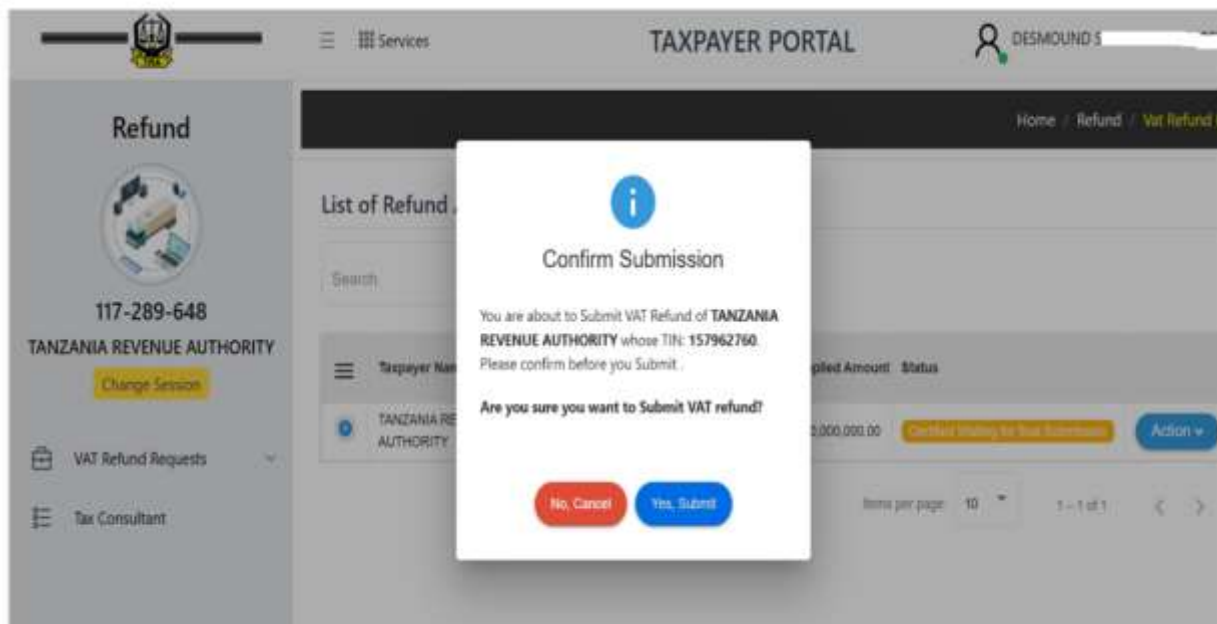 TRA
Services
TAXPAYER PORTAL
DESMOUND S
Refund
117-289-648
TANZANIA REVENUE AUTHORITY
Change Session
VAT Refund Requests
Tax Consultant
Home / Refund / Vat Refund
List of Refund
Search
Taxpayer Nam
plied Amount Status
TANZANIA RE
AUTHORITY
0,000,000.00
Action
Items per page: 10 1 – 1 of 1
Confirm Submission
You are about to Submit VAT Refund of TANZANIA
REVENUE AUTHORITY whose TIN: 157962760.
Please confirm before you Submit .
Are you sure you want to Submit VAT refund?
No, Cancel Yes, Submit